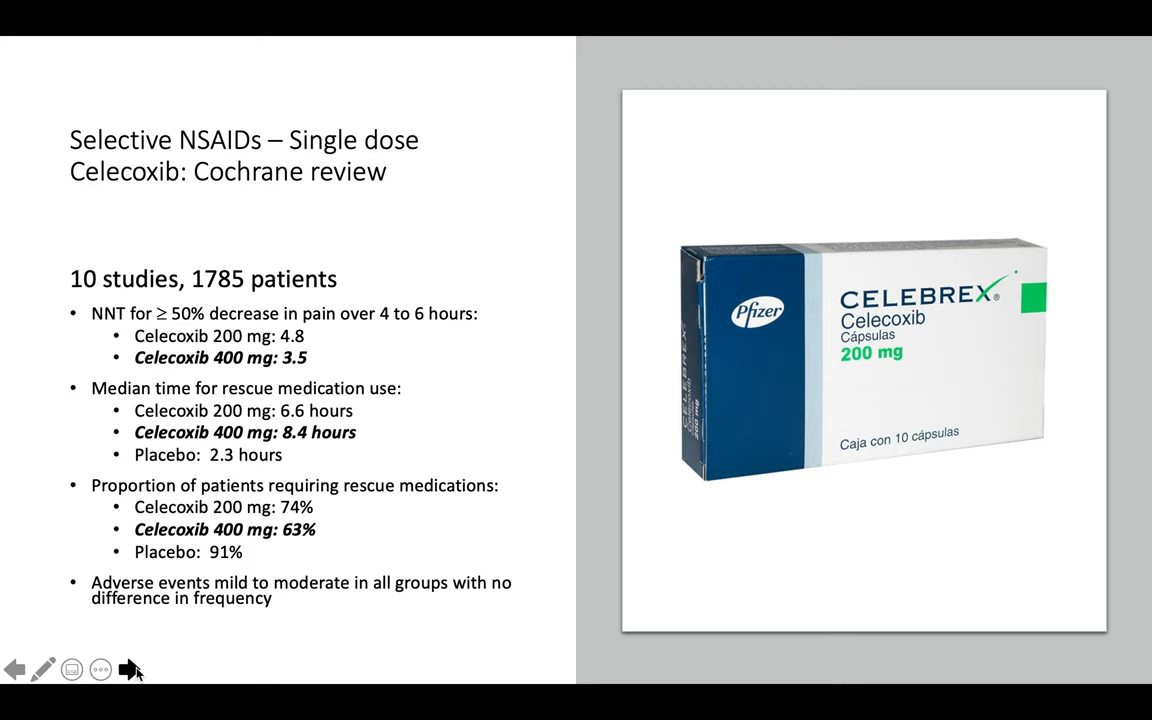 Selective NSAIDs – Single dose
Celecoxib: Cochrane review
10 studies, 1785 patients
• NNT for ≥ 50% decrease in pain over 4 to 6 hours:
• Celecoxib 200 mg: 4.8
• Celecoxib 400 mg: 3.5
• Median time for rescue medication use:
• Celecoxib 200 mg: 6.6 hours
• Celecoxib 400 mg: 8.4 hours
• Placebo: 2.3 hours
• Proportion of patients requiring rescue medications:
• Celecoxib 200 mg: 74%
• Celecoxib 400 mg: 63%
• Placebo: 91%
• Adverse events mild to moderate in all groups with no
difference in frequency
Pfizer
CELEBREX®
Celecoxib
Cápsulas
200 mg
Caja con 10 cápsulas
CELEBREX®
Celecoxib
200 mg